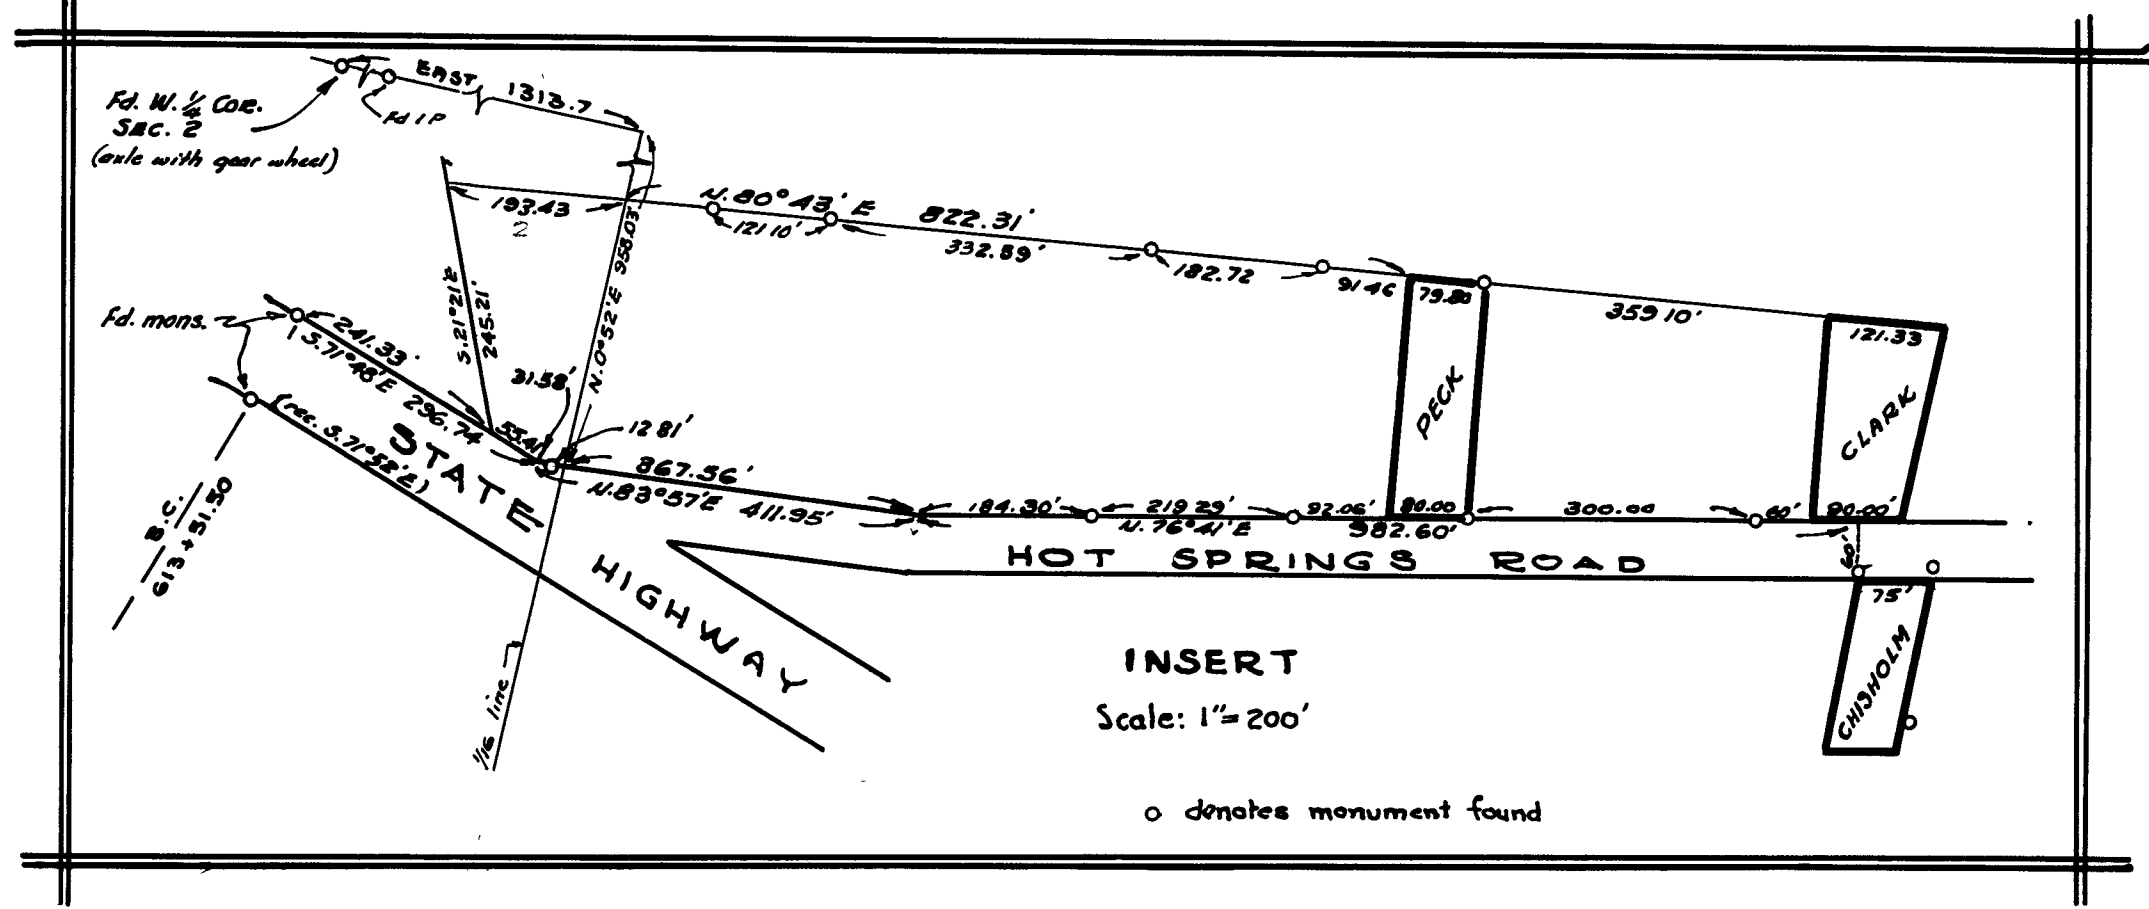 EAST
1313.7
Fd. W. 1/4 Cor.
SEC. 2
(axle with gear wheel)
Fd I P
193.43
2
N. 80° 43' E
822.31'
121 10'
332.89'
182.72
91 46
79.80
359 10'
121.33
N. 0° 52' E 958.03'
S. 21° 21' E
245.21'
Fd. mons.
241.33'
S. 71° 48' E 296.74
(rec. S. 71° 52' E)
55.41
31.58'
12 81'
867.56'
N. 83° 57' E 411.95'
184.30'
219 29'
92.06'
80.00
300.00
60'
90.00'
N. 76° 41' E
982.60'
PECK
CLARK
STATE HIGHWAY
HOT SPRINGS ROAD
B.C.
613 + 51.50
1/16 line
60'
75'
CHISHOLM
INSERT
Scale: 1" = 200'
denotes monument found